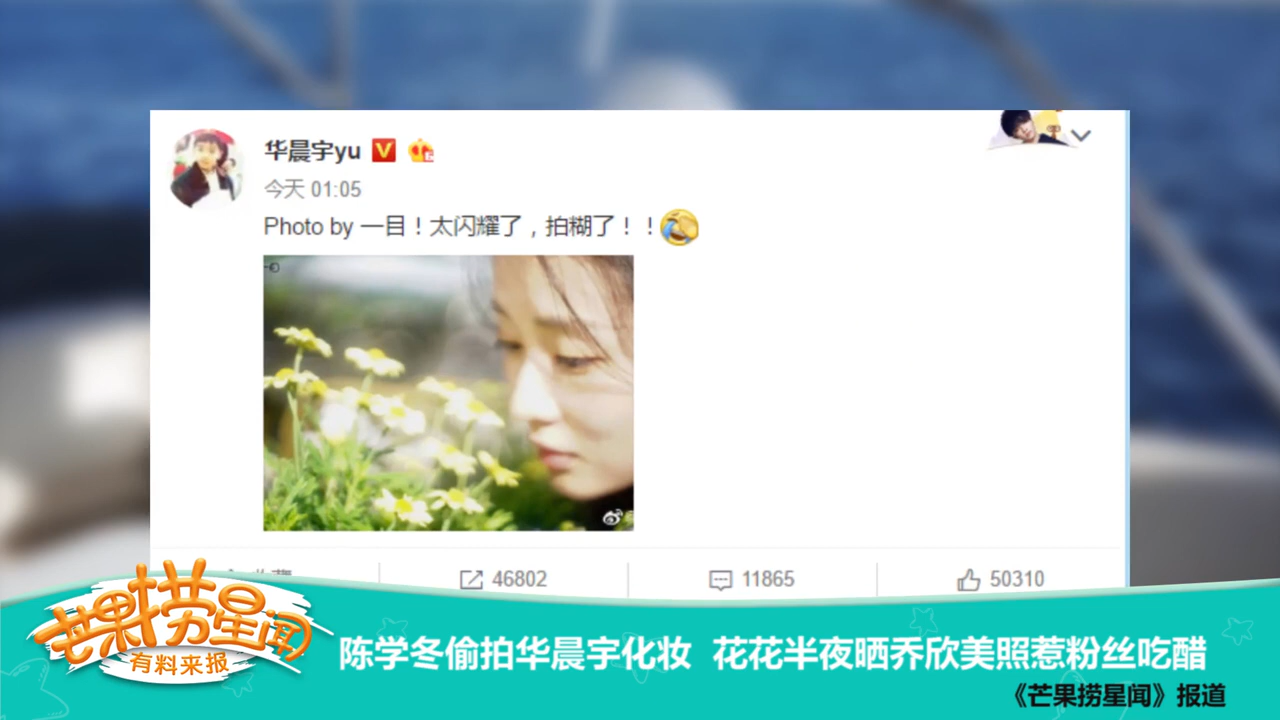 华晨宇yu
今天 01:05
Photo by 一目！太闪耀了，拍糊了！！
46802
11865
50310
芒果捞星闻
有料来报
陈学冬偷拍华晨宇化妆 花花半夜晒乔欣美照惹粉丝吃醋
《芒果捞星闻》报道